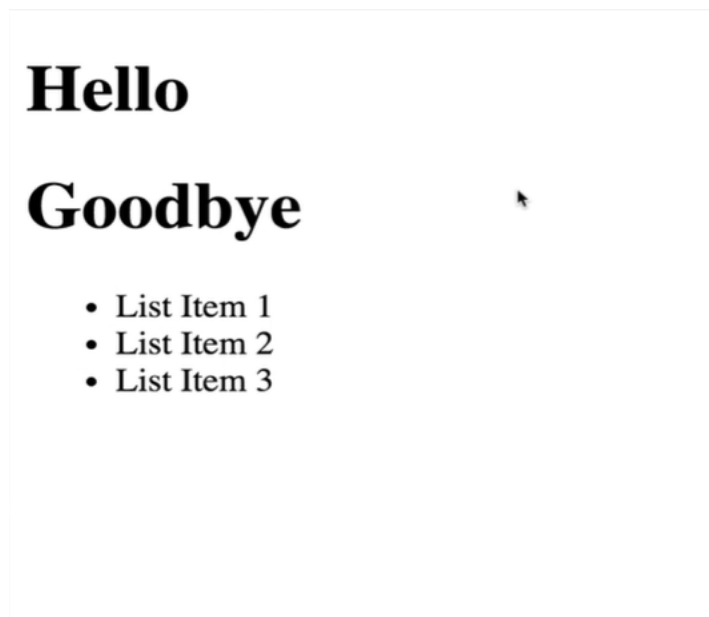 Hello
Goodbye
• List Item 1
• List Item 2
• List Item 3